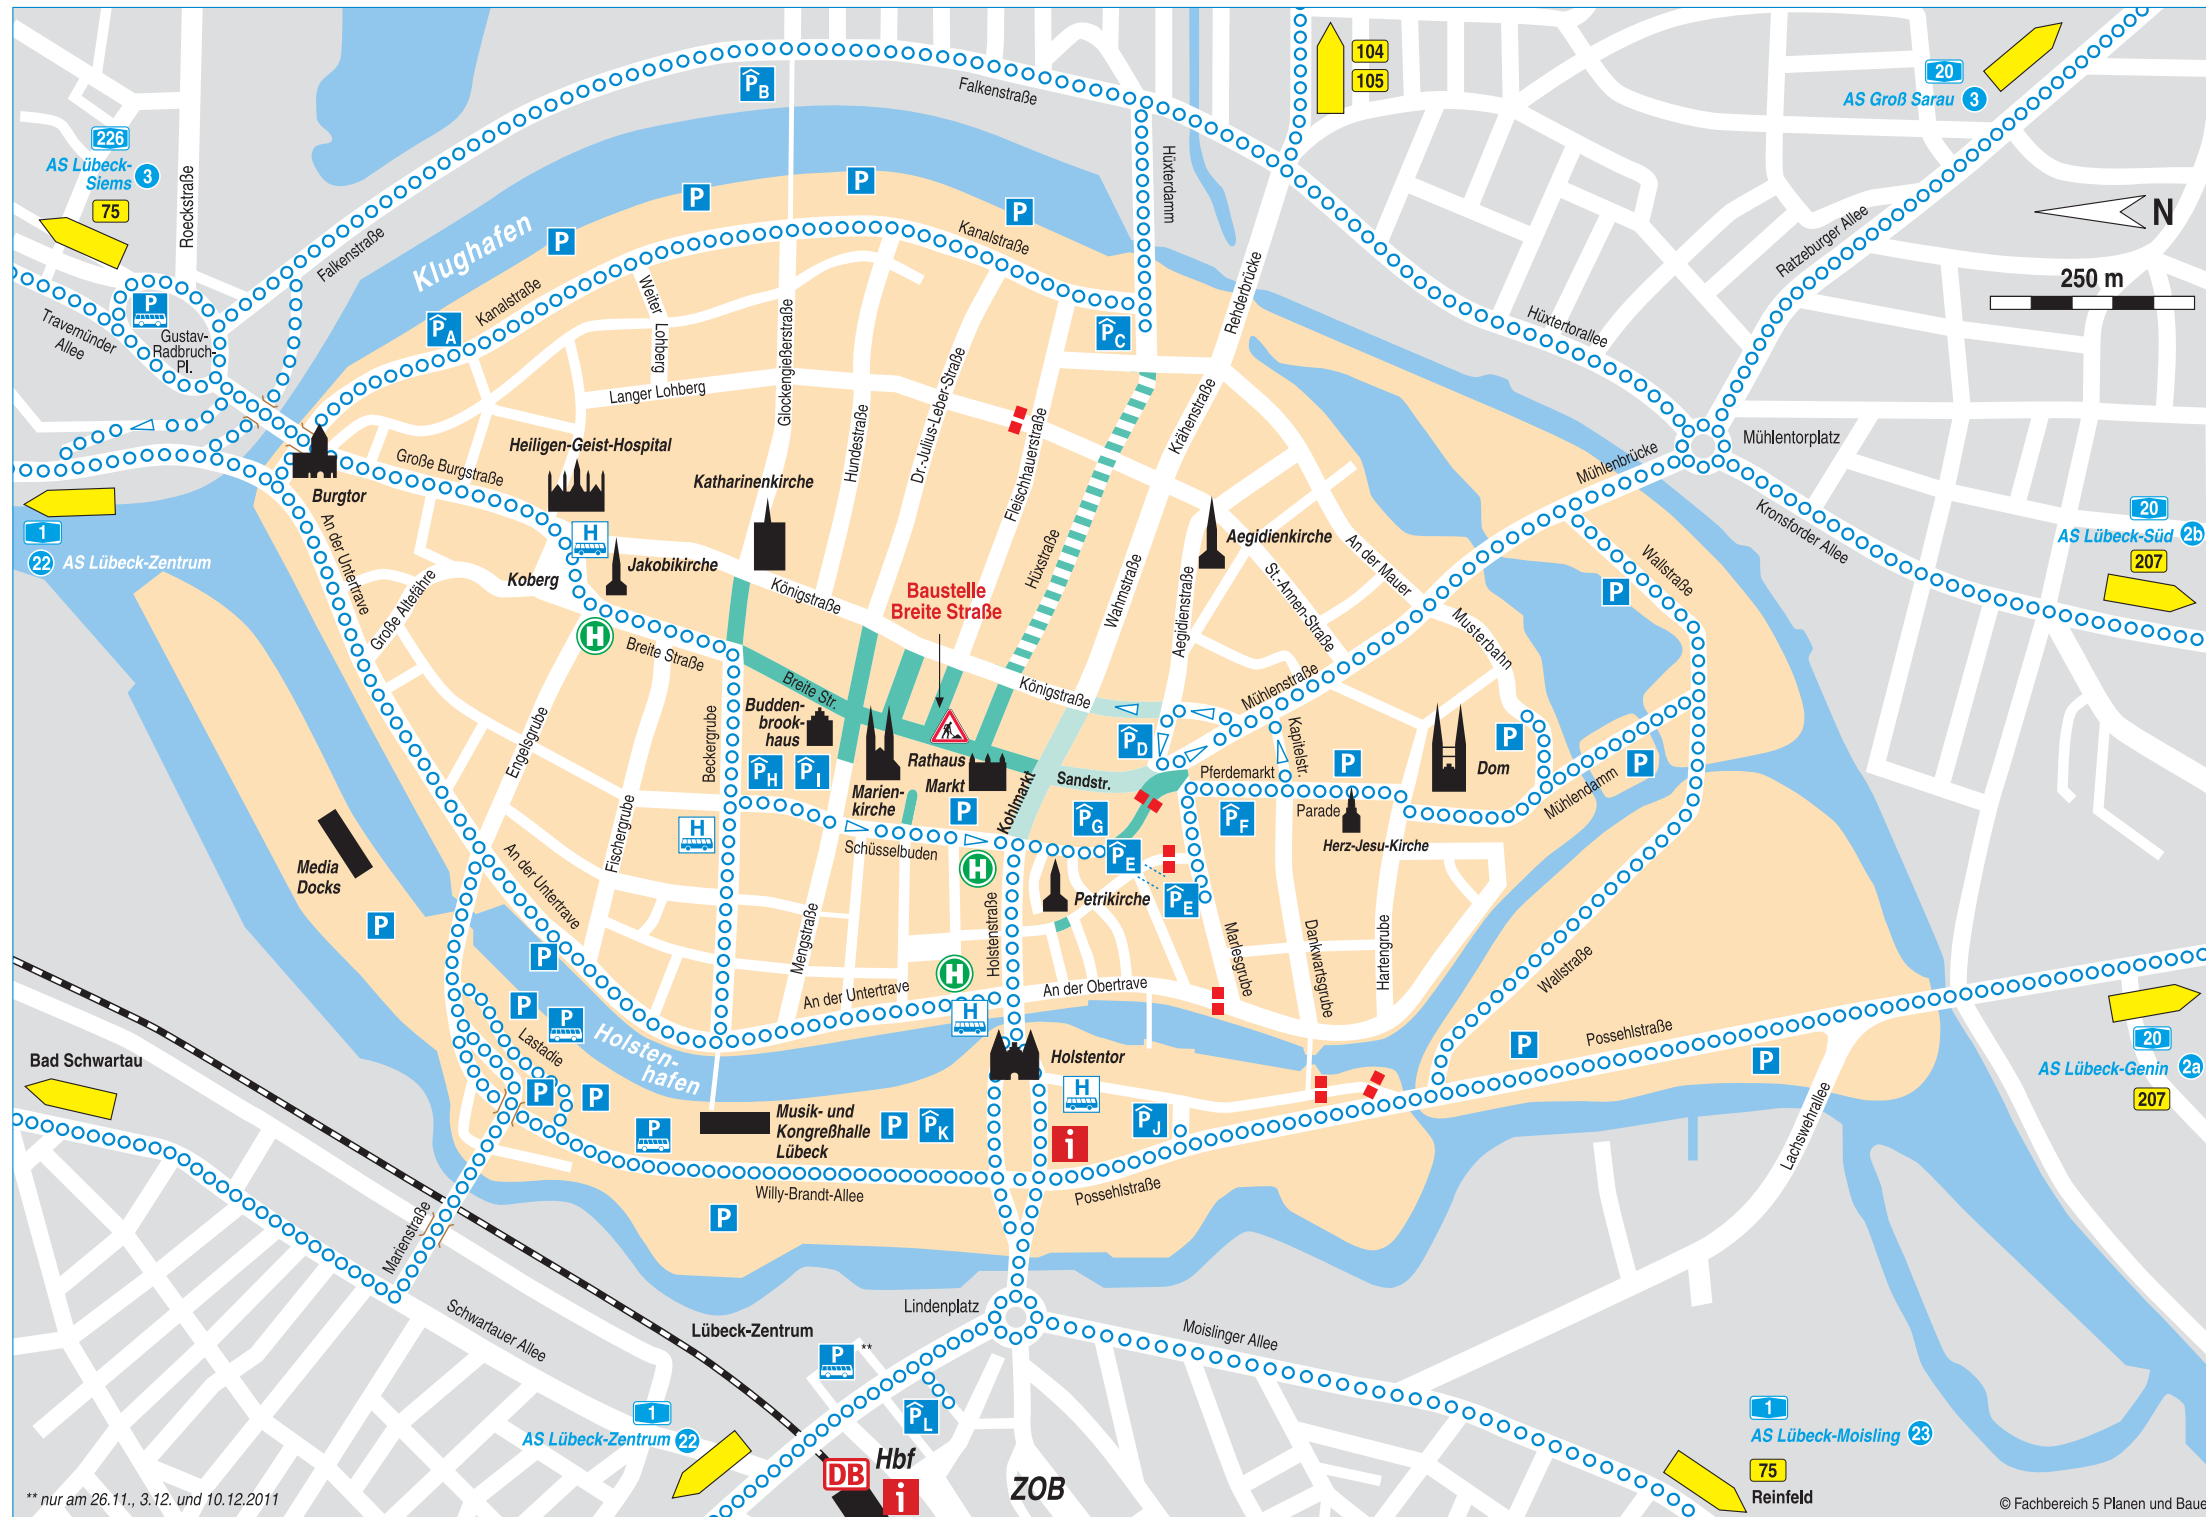 Falkenstraße
P B
104
105
20
AS Groß Sarau 3
226
AS Lübeck-
Siems 3
75
Roeckstraße
Falkenstraße
Klughafen
P
P
P
P
Kanalstraße
Hüxterdamm
Rehderbrücke
Ratzeburger Allee
N
250 m
Travemünder
Allee
P
Gustav-
Radbruch-
Pl.
P A
Kanalstraße
Weiter
Lohberg
Glockengießerstraße
P C
Hüxtertorallee
Langer Lohberg
Dr.-Julius-Leber-Straße
Hundestraße
Fleischhauerstraße
Krähenstraße
Mühlentorplatz
Mühlenbrücke
Kronsforder Allee
Große Burgstraße
Heiligen-Geist-Hospital
Katharinenkirche
Burgtor
An der Untertrave
1
22 AS Lübeck-Zentrum
H
Jakobikirche
Koberg
Große Altefähre
H
Breite Straße
Königstraße
Baustelle
Breite Straße
Hüxstraße
Wahmstraße
Aegidienkirche
Aegidienstraße
St.-Annen-Straße
An der Mauer
Musterbahn
Wallstraße
P
20
AS Lübeck-Süd 2b
207
Breite Str.
Königstraße
Mühlenstraße
Kapitelstr.
Budden-
brook-
haus
Beckergrube
Engelsgrube
Fischergrube
P H
P I
Marien-
kirche
Rathaus
Markt
P
Kohlmarkt
Sandstr.
P D
Pferdemarkt
P
P
P
Dom
Mühlendamm
Parade
Herz-Jesu-Kirche
P G
P F
P E
P E
H
Schüsselbuden
H
Petrikirche
Media
Docks
P
An der Untertrave
P
Mengstraße
H
Holstenstraße
An der Untertrave
H
An der Obertrave
Marlesgrube
Dankwartsgrube
Hartengrube
Wallstraße
Possehlstraße
P
P
20
AS Lübeck-Genin 2a
207
Bad Schwartau
P
P
Lastadie
P
P
Holsten-
hafen
Holstentor
H
P J
i
P
Musik- und
Kongreßhalle
Lübeck
P
P K
Willy-Brandt-Allee
Possehlstraße
P
Lachswehrallee
Marienstraße
Schwartauer Allee
Lindenplatz
Moislinger Allee
Lübeck-Zentrum
P
**
P L
1
AS Lübeck-Zentrum 22
DB
Hbf
i
ZOB
1
AS Lübeck-Moisling 23
75
Reinfeld
** nur am 26.11., 3.12. und 10.12.2011
© Fachbereich 5 Planen und Baue